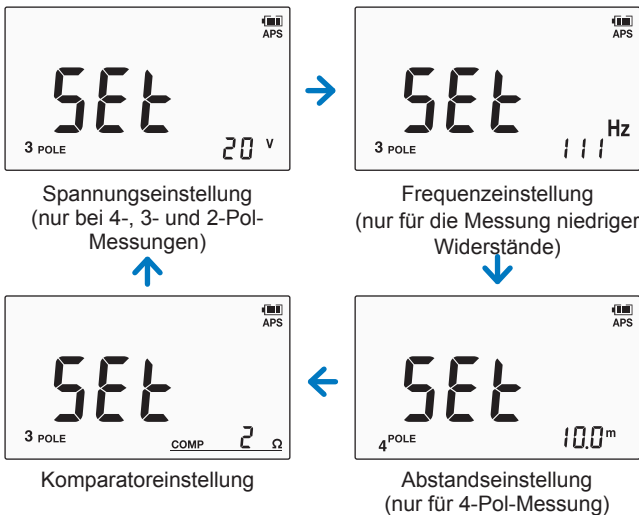 APS
SEt
3 POLE
20 V
Spannungseinstellung
(nur bei 4-, 3- und 2-Pol-
Messungen)
APS
SEt
3 POLE
111 Hz
Frequenzeinstellung
(nur für die Messung niedriger
Widerstände)
APS
SEt
3 POLE
COMP 2 Ω
Komparatoreinstellung
APS
SEt
4 POLE
10.0 m
Abstandseinstellung
(nur für 4-Pol-Messung)